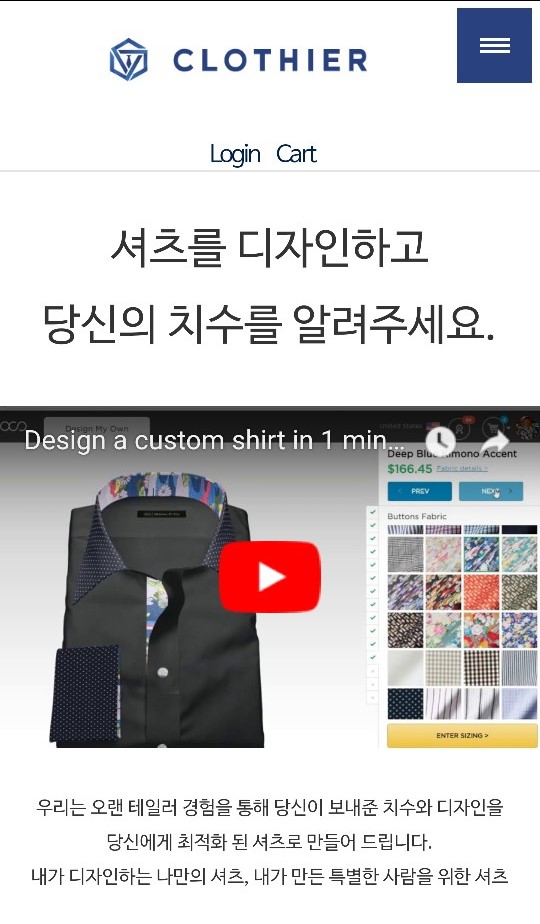 CLOTHIER
Login Cart
셔츠를 디자인하고
당신의 치수를 알려주세요.
Design My Own
United States
Design a custom shirt in 1 min...
Deep Blue Kimono Accent
$166.45 Fabric details >
< PREV NEXT >
Buttons Fabric
ENTER SIZING >
우리는 오랜 테일러 경험을 통해 당신이 보내준 치수와 디자인을
당신에게 최적화 된 셔츠로 만들어 드립니다.
내가 디자인하는 나만의 셔츠, 내가 만든 특별한 사람을 위한 셔츠